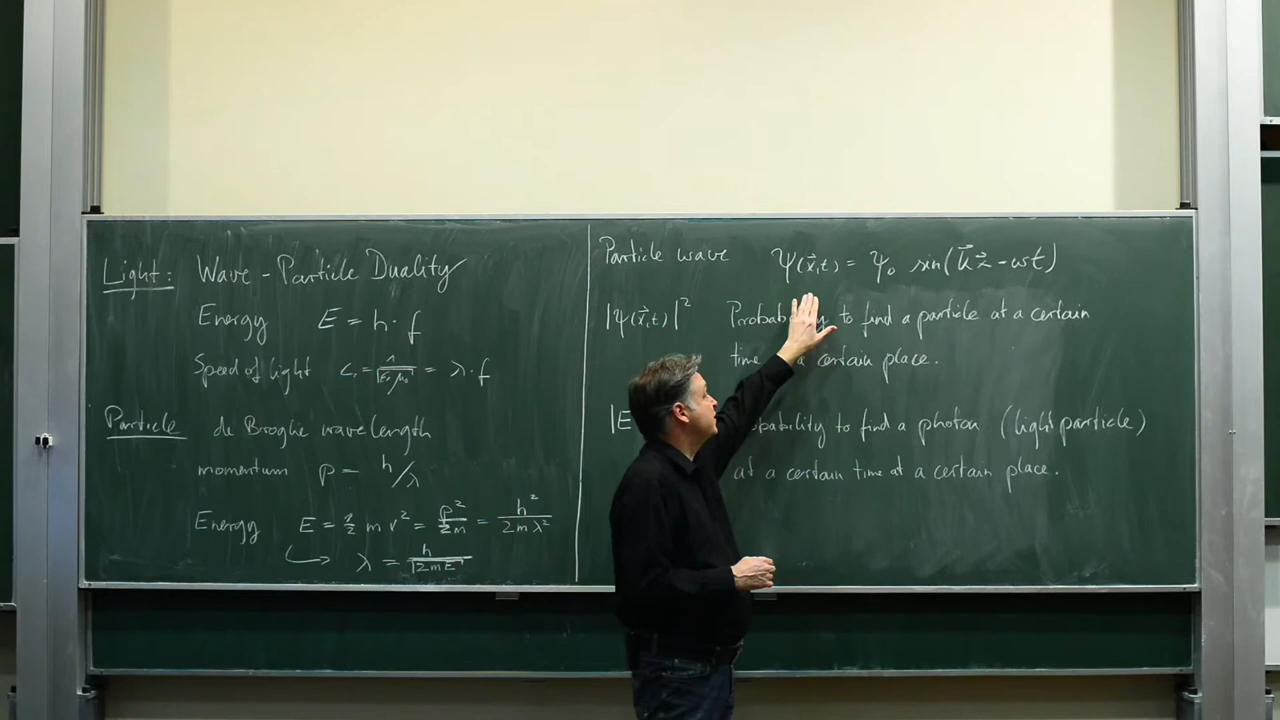 Light: Wave-Particle Duality
Energy E = h · f
Speed of light c = 1/√(ε₀ μ₀) = λ · f
Particle de Broglie wavelength
momentum p = h/λ
Energy E = 1/2 m v² = p²/2m = h²/2mλ²
↪ λ = h/√(2mE)
Particle wave ψ(x⃗,t) = ψ₀ sin(k⃗x⃗ - ωt)
|ψ(x⃗,t)|² to find a particle at a certain
time a certain place.
|E to find a photon (light particle)
at a certain time at a certain place.